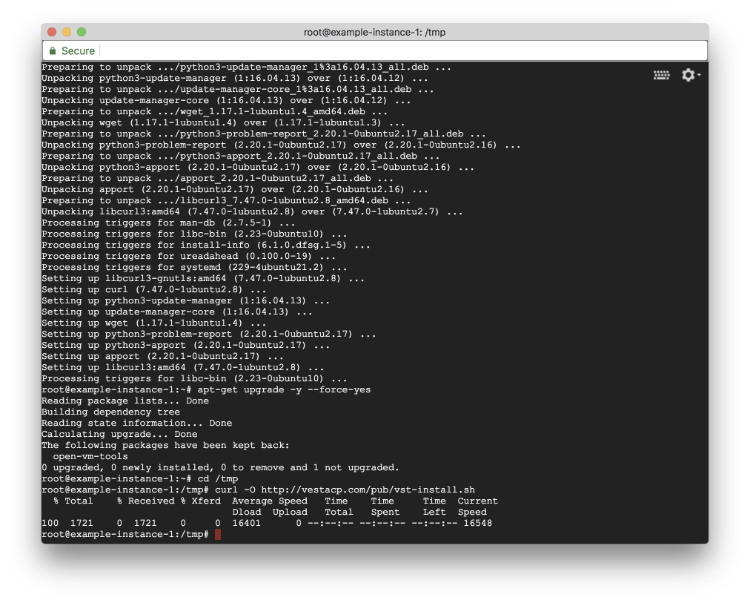 root@example-instance-1: /tmp
Secure
Preparing to unpack .../python3-update-manager_1%3a16.04.13_all.deb ...
Unpacking python3-update-manager (1:16.04.13) over (1:16.04.12) ...
Preparing to unpack .../update-manager-core_1%3a16.04.13_all.deb ...
Unpacking update-manager-core (1:16.04.13) over (1:16.04.12) ...
Preparing to unpack .../wget_1.17.1-1ubuntu1.4_amd64.deb ...
Unpacking wget (1.17.1-1ubuntu1.4) over (1.17.1-1ubuntu1.3) ...
Preparing to unpack .../python3-problem-report_2.20.1-0ubuntu2.17_all.deb ...
Unpacking python3-problem-report (2.20.1-0ubuntu2.17) over (2.20.1-0ubuntu2.16) ...
Preparing to unpack .../python3-apport_2.20.1-0ubuntu2.17_all.deb ...
Unpacking python3-apport (2.20.1-0ubuntu2.17) over (2.20.1-0ubuntu2.16) ...
Preparing to unpack .../apport_2.20.1-0ubuntu2.17_all.deb ...
Unpacking apport (2.20.1-0ubuntu2.17) over (2.20.1-0ubuntu2.16) ...
Preparing to unpack .../libcurl3_7.47.0-1ubuntu2.8_amd64.deb ...
Unpacking libcurl3:amd64 (7.47.0-1ubuntu2.8) over (7.47.0-1ubuntu2.7) ...
Processing triggers for man-db (2.7.5-1) ...
Processing triggers for libc-bin (2.23-0ubuntu10) ...
Processing triggers for install-info (6.1.0.dfsg.1-5) ...
Processing triggers for ureadahead (0.100.0-19) ...
Processing triggers for systemd (229-4ubuntu21.2) ...
Setting up libcurl3-gnutls:amd64 (7.47.0-1ubuntu2.8) ...
Setting up curl (7.47.0-1ubuntu2.8) ...
Setting up python3-update-manager (1:16.04.13) ...
Setting up update-manager-core (1:16.04.13) ...
Setting up wget (1.17.1-1ubuntu1.4) ...
Setting up python3-problem-report (2.20.1-0ubuntu2.17) ...
Setting up python3-apport (2.20.1-0ubuntu2.17) ...
Setting up apport (2.20.1-0ubuntu2.17) ...
Setting up libcurl3:amd64 (7.47.0-1ubuntu2.8) ...
Processing triggers for libc-bin (2.23-0ubuntu10) ...
root@example-instance-1:~# apt-get upgrade -y --force-yes
Reading package lists... Done
Building dependency tree
Reading state information... Done
Calculating upgrade... Done
The following packages have been kept back:
  open-vm-tools
0 upgraded, 0 newly installed, 0 to remove and 1 not upgraded.
root@example-instance-1:~# cd /tmp
root@example-instance-1:/tmp# curl -O http://vestacp.com/pub/vst-install.sh
  % Total    % Received % Xferd  Average Speed   Time    Time     Time  Current
                                 Dload  Upload   Total   Spent    Left  Speed
100  1721    0  1721    0     0  16401      0 --:--:-- --:--:-- --:--:-- 16548
root@example-instance-1:/tmp#